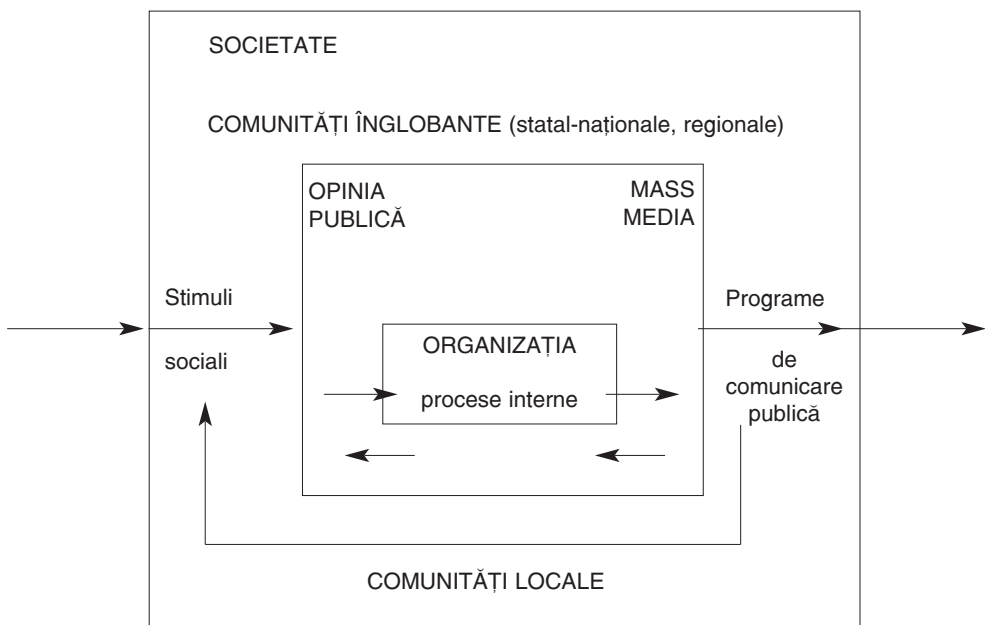 SOCIETATE
COMUNITĂȚI ÎNGLOBANTE (statal-naționale, regionale)
OPINIA
PUBLICĂ
MASS
MEDIA
Stimuli
sociali
ORGANIZAȚIA
procese interne
Programe
de
comunicare
publică
COMUNITĂȚI LOCALE